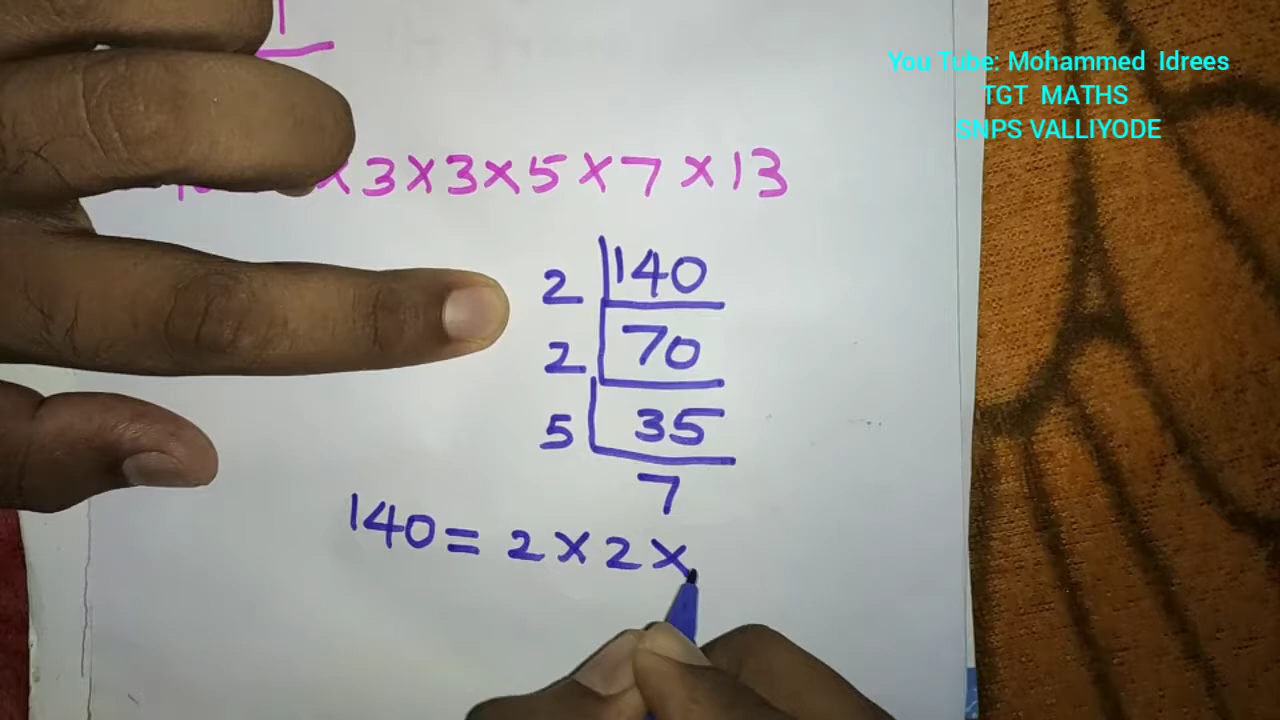 You Tube: Mohammed Idrees
TGT MATHS
SNPS VALLIYODE
×3×3×5×7×13
2 140
2 70
5 35
7
140= 2×2×